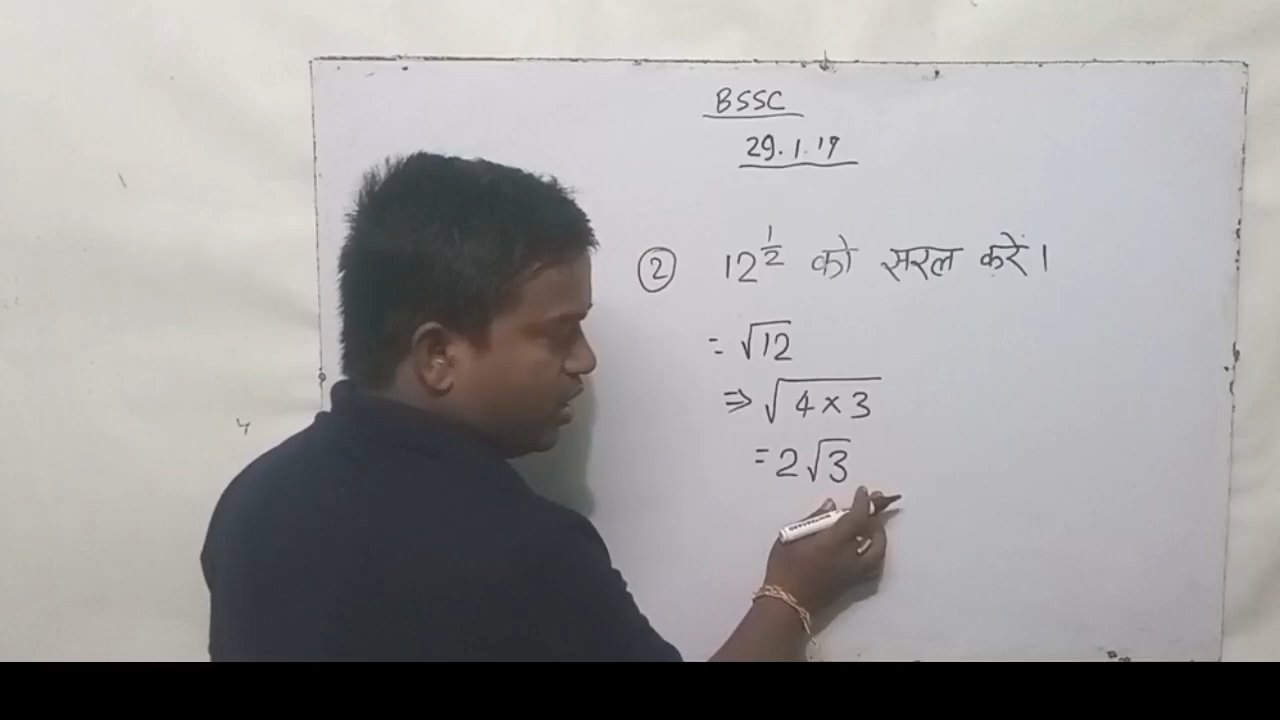 BSSC
29.1.19
② 12^{1/2} को सरल करें।
= √12
⇒ √4×3
= 2√3